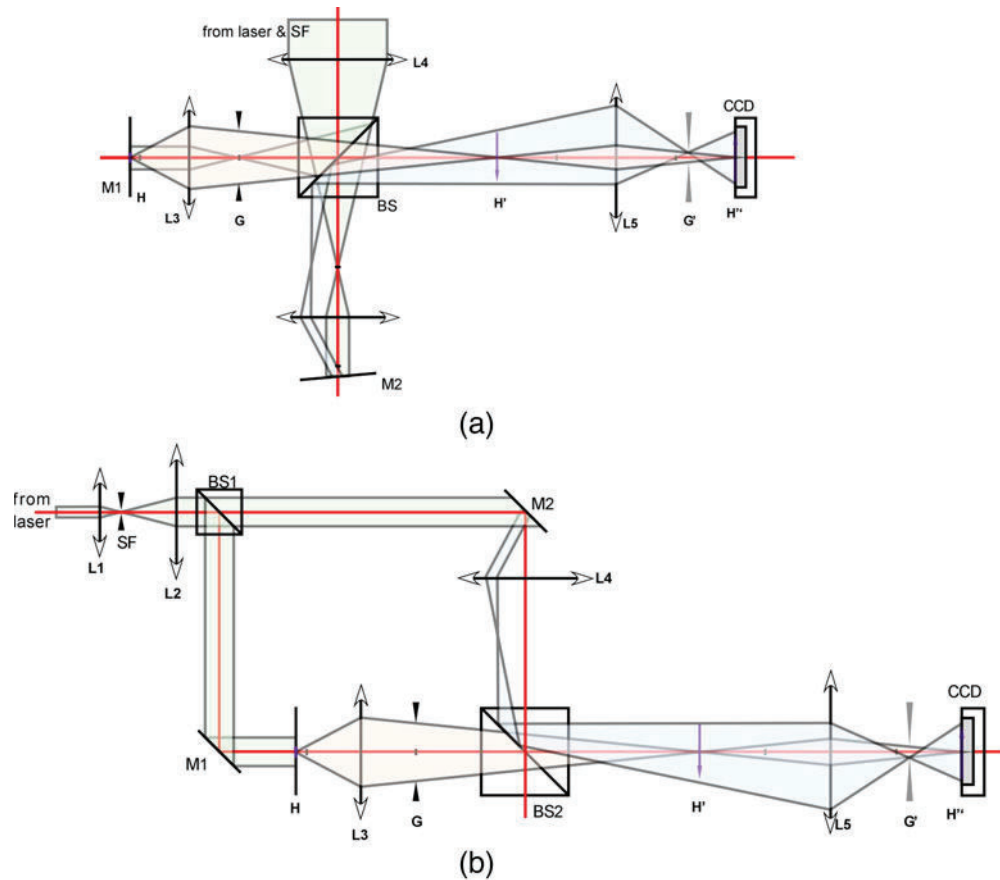 from laser & SF
L4
CCD
M1
H
L3
G
BS
H'
L5
G'
H''
M2
(a)
from
laser
L1
SF
L2
BS1
M2
L4
M1
H
L3
G
BS2
H'
L5
G'
CCD
H''
(b)